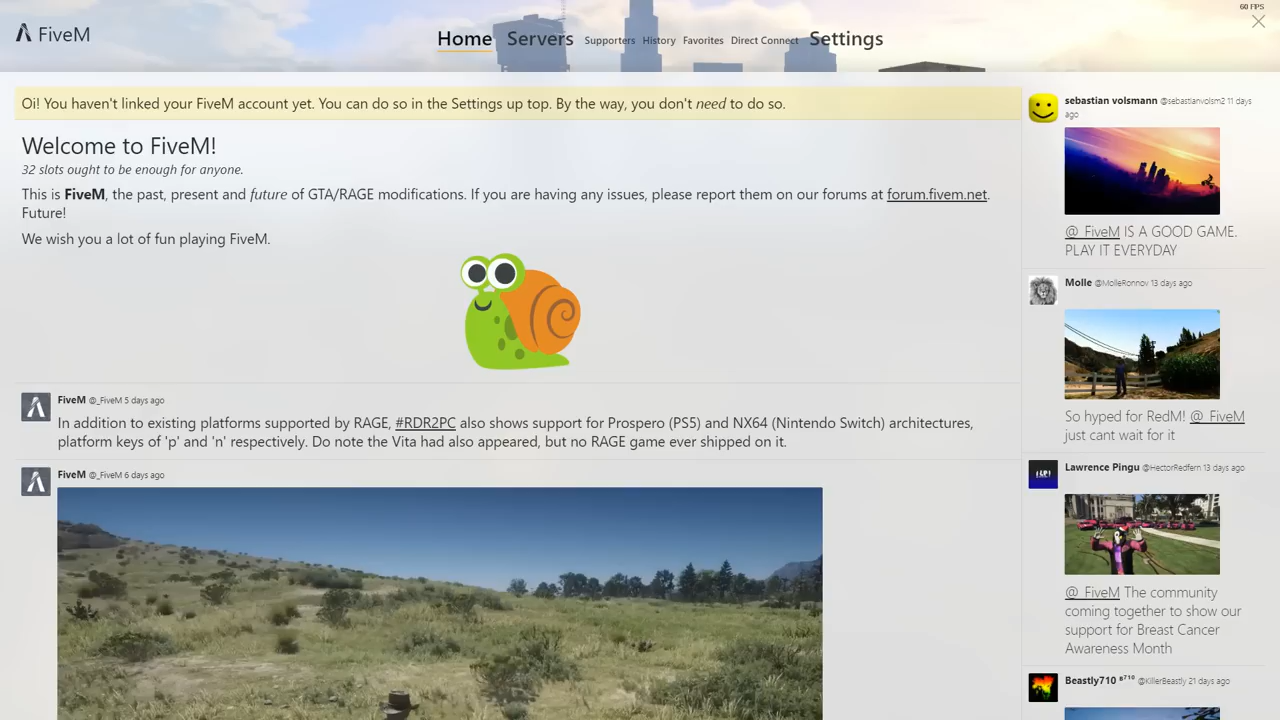 60 FPS
FiveM
Home Servers Supporters History Favorites Direct Connect Settings
Oi! You haven't linked your FiveM account yet. You can do so in the Settings up top. By the way, you don't need to do so.
Welcome to FiveM!
32 slots ought to be enough for anyone.
This is FiveM, the past, present and future of GTA/RAGE modifications. If you are having any issues, please report them on our forums at forum.fivem.net.
Future!
We wish you a lot of fun playing FiveM.
FiveM @_FiveM 5 days ago
In addition to existing platforms supported by RAGE, #RDR2PC also shows support for Prospero (PS5) and NX64 (Nintendo Switch) architectures,
platform keys of 'p' and 'n' respectively. Do note the Vita had also appeared, but no RAGE game ever shipped on it.
FiveM @_FiveM 6 days ago
sebastian volsmann @sebastianvolsm2 11 days
ago
@_FiveM IS A GOOD GAME.
PLAY IT EVERYDAY
Molle @MolleRonnov 13 days ago
So hyped for RedM! @_FiveM
just cant wait for it
Lawrence Pingu @HectorRedfern 13 days ago
@_FiveM The community
coming together to show our
support for Breast Cancer
Awareness Month
Beastly710 ᴮ⁷¹⁰ @KillerBeastly 21 days ago